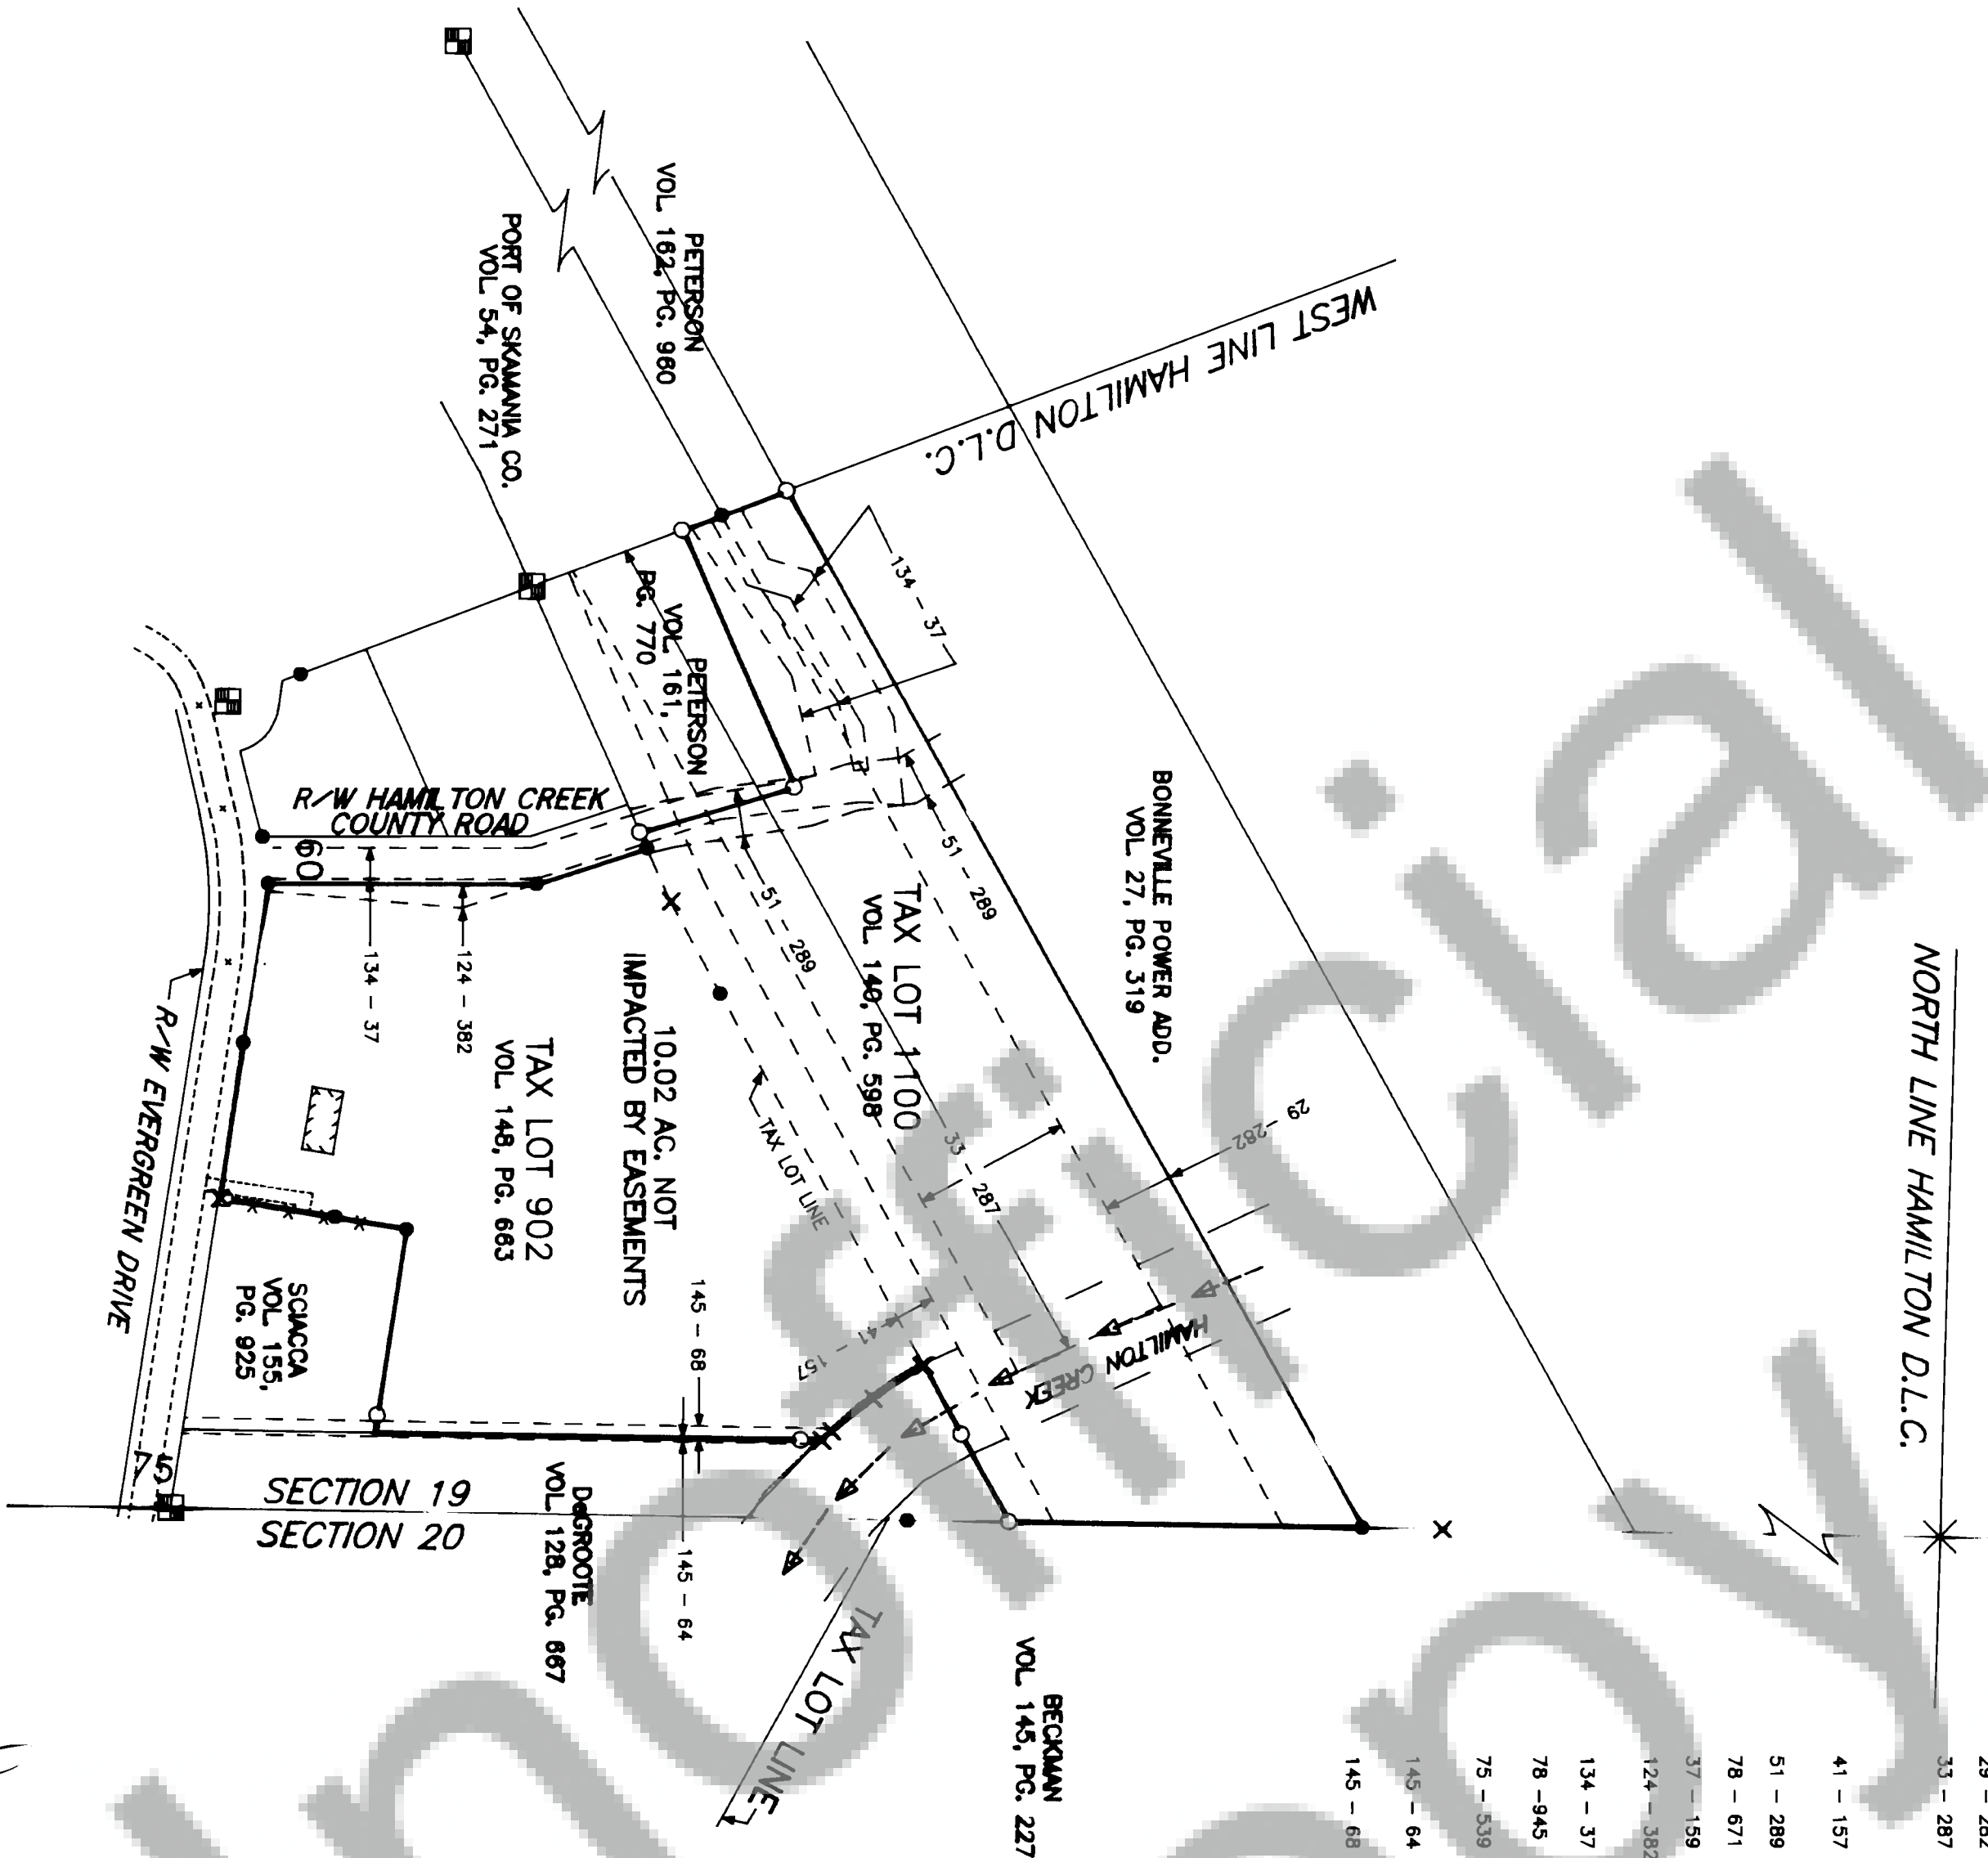 PORT OF SKAMANIA CO.
VOL. 54, PG. 271
PETERSON
VOL. 162, PG. 960
WEST LINE HAMILTON D.L.C.
134 - 37
PETERSON
VOL. 161,
PG. 770
R/W HAMILTON CREEK
COUNTY ROAD
60
51 - 289
51 - 289
BONNEVILLE POWER ADD.
VOL. 27, PG. 319
TAX LOT 1100
VOL. 140, PG. 598
134 - 37
124 - 382
10.02 AC. NOT
IMPACTED BY EASEMENTS
TAX LOT 902
VOL. 148, PG. 663
TAX LOT LINE
33 - 287
29 - 282
R/W EVERGREEN DRIVE
NORTH LINE HAMILTON D.L.C.
SCIACCA
VOL. 155,
PG. 925
145 - 68
41 - 157
HAMILTON CREEK
75
SECTION 19
SECTION 20
DeGROOTE
VOL. 128, PG. 667
145 - 64
TAX LOT LINE
BECKMAN
VOL. 145, PG. 227
29 - 282
33 - 287
41 - 157
51 - 289
78 - 671
37 - 159
124 - 382
134 - 37
78 - 945
75 - 539
145 - 64
145 - 68
Unofficial
Copy